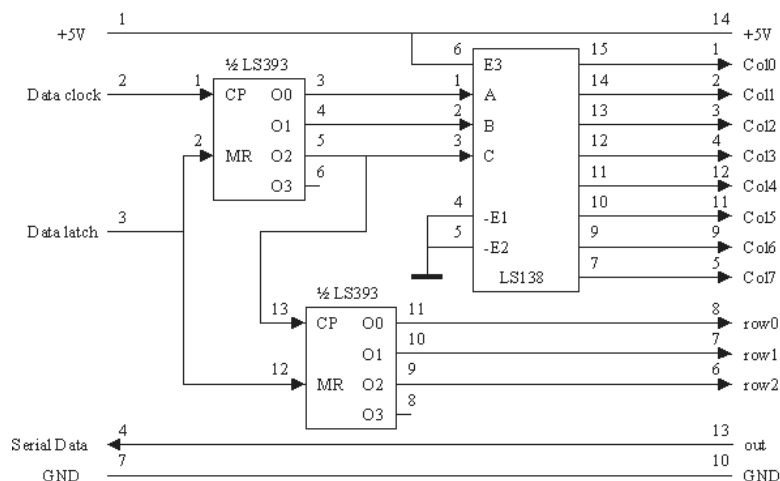 1 14
+5V +5V
½ LS393 6 E3 15 1 Col0
2 1 CP O0 3 1 A 14 2 Col1
Data clock
O1 4 2 B 13 3 Col2
2 MR O2 5 3 C 12 4 Col3
O3 6 11 12 Col4
3 4 -E1 10 11 Col5
Data latch
5 -E2 9 9 Col6
LS138 7 5 Col7
½ LS393
13 CP O0 11 8 row0
O1 10 7 row1
12 MR O2 9 6 row2
O3 8
4 13
Serial Data out
7 10
GND GND